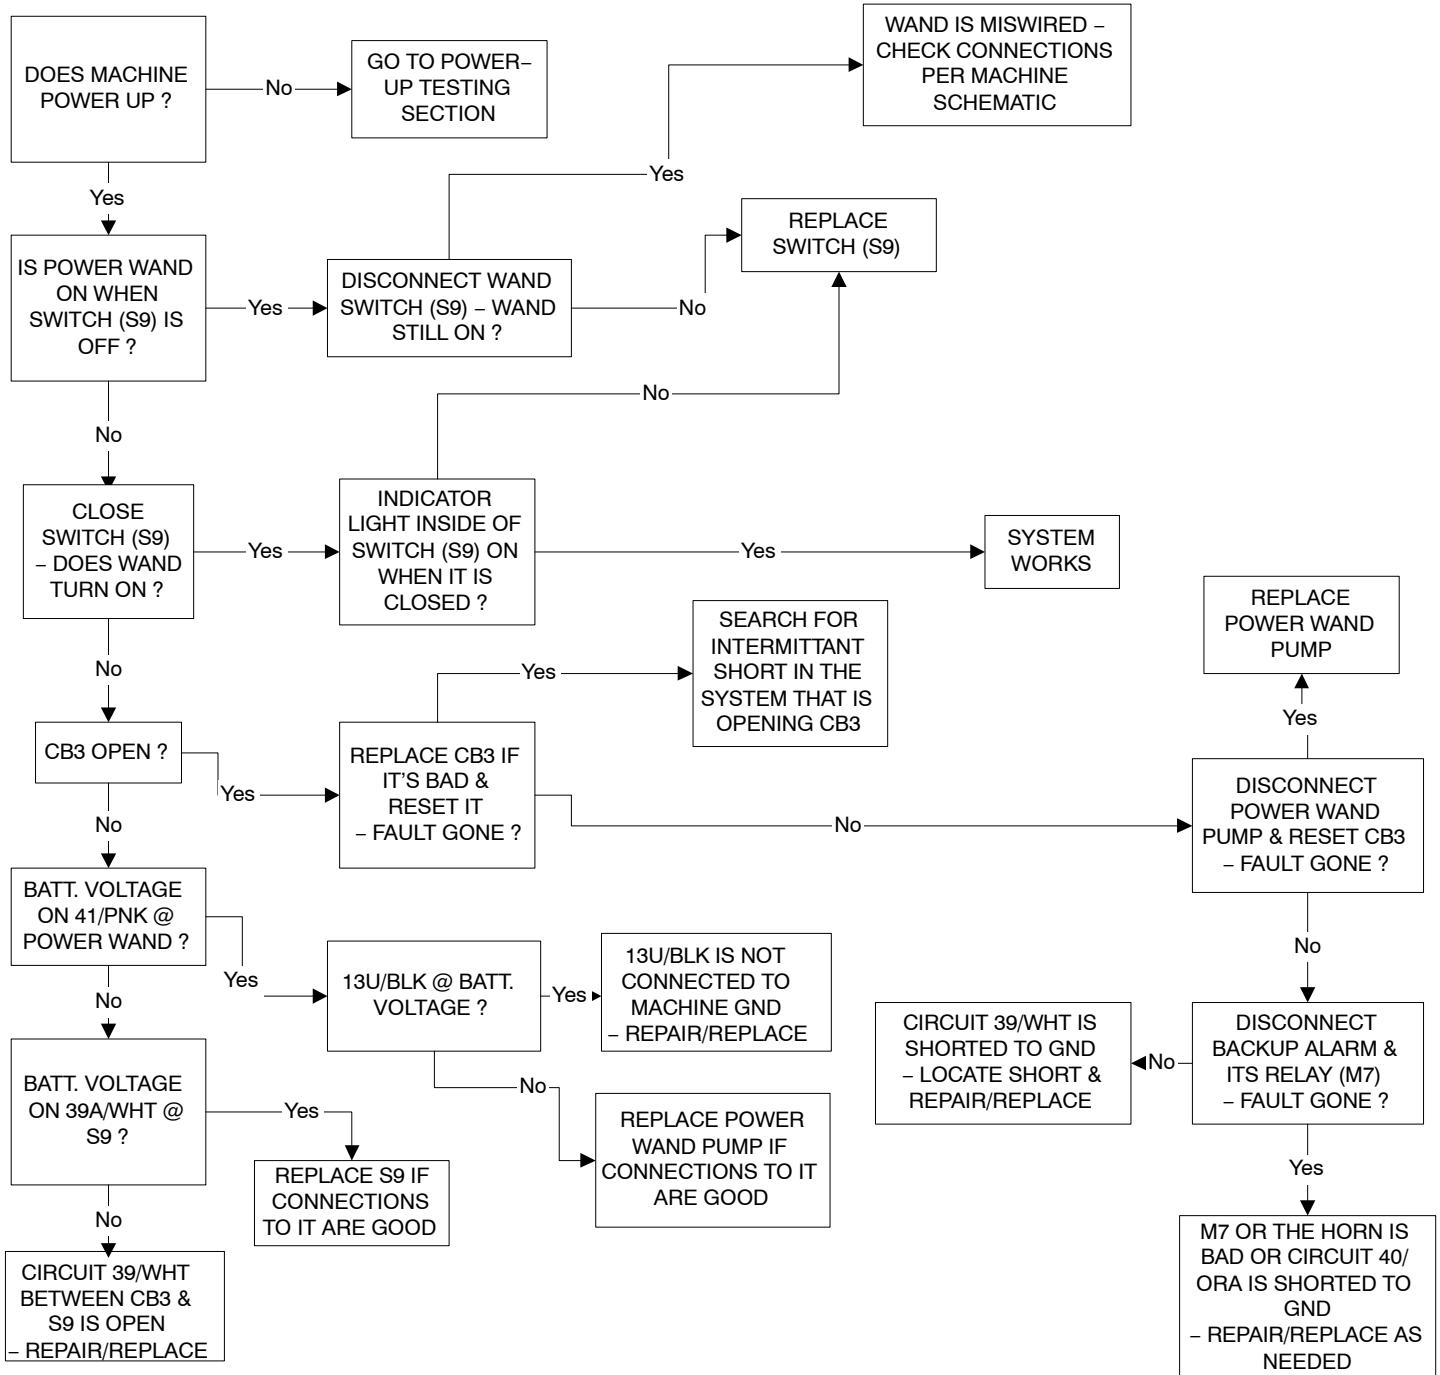 DOES MACHINE
POWER UP ?
No
GO TO POWER–
UP TESTING
SECTION
WAND IS MISWIRED –
CHECK CONNECTIONS
PER MACHINE
SCHEMATIC
Yes
Yes
IS POWER WAND
ON WHEN
SWITCH (S9) IS
OFF ?
Yes
DISCONNECT WAND
SWITCH (S9) – WAND
STILL ON ?
No
REPLACE
SWITCH (S9)
No
No
CLOSE
SWITCH (S9)
– DOES WAND
TURN ON ?
Yes
INDICATOR
LIGHT INSIDE OF
SWITCH (S9) ON
WHEN IT IS
CLOSED ?
Yes
SYSTEM
WORKS
No
CB3 OPEN ?
Yes
REPLACE CB3 IF
IT'S BAD &
RESET IT
– FAULT GONE ?
Yes
SEARCH FOR
INTERMITTANT
SHORT IN THE
SYSTEM THAT IS
OPENING CB3
No
DISCONNECT
POWER WAND
PUMP & RESET CB3
– FAULT GONE ?
Yes
REPLACE
POWER WAND
PUMP
No
BATT. VOLTAGE
ON 41/PNK @
POWER WAND ?
Yes
13U/BLK @ BATT.
VOLTAGE ?
Yes
13U/BLK IS NOT
CONNECTED TO
MACHINE GND
– REPAIR/REPLACE
No
REPLACE POWER
WAND PUMP IF
CONNECTIONS TO IT
ARE GOOD
No
DISCONNECT
BACKUP ALARM &
ITS RELAY (M7)
– FAULT GONE ?
No
CIRCUIT 39/WHT IS
SHORTED TO GND
– LOCATE SHORT &
REPAIR/REPLACE
Yes
M7 OR THE HORN IS
BAD OR CIRCUIT 40/
ORA IS SHORTED TO
GND
– REPAIR/REPLACE AS
NEEDED
No
BATT. VOLTAGE
ON 39A/WHT @
S9 ?
Yes
REPLACE S9 IF
CONNECTIONS
TO IT ARE GOOD
No
CIRCUIT 39/WHT
BETWEEN CB3 &
S9 IS OPEN
– REPAIR/REPLACE